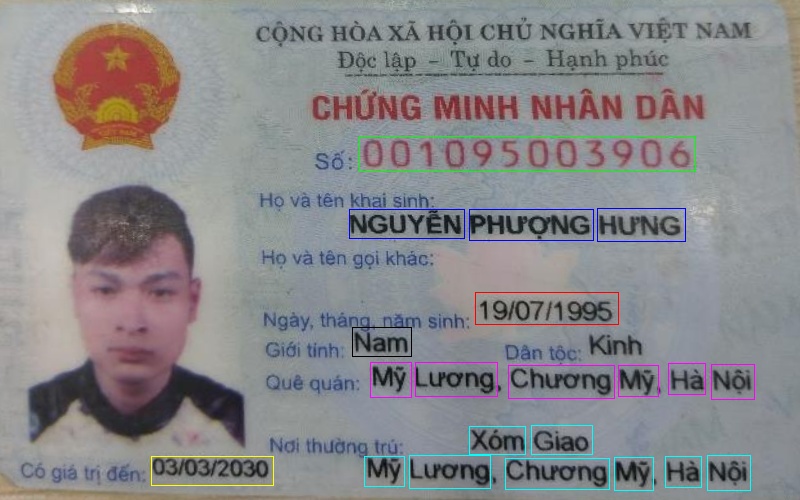 CỘNG HÒA XÃ HỘI CHỦ NGHĨA VIỆT NAM
Độc lập - Tự do - Hạnh phúc
CHỨNG MINH NHÂN DÂN
Số: 001095003906
Họ và tên khai sinh:
NGUYỄN PHƯỢNG HƯNG
Họ và tên gọi khác:
Ngày, tháng, năm sinh: 19/07/1995
Giới tính: Nam Dân tộc: Kinh
Quê quán: Mỹ Lương, Chương Mỹ, Hà Nội
Nơi thường trú: Xóm Giao
Mỹ Lương, Chương Mỹ, Hà Nội
Có giá trị đến: 03/03/2030